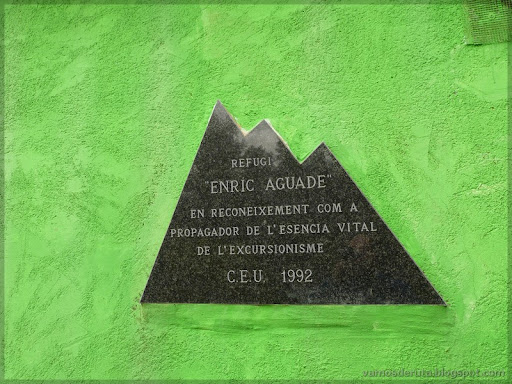 REFUGI
"ENRIC AGUADE"
EN RECONEIXEMENT COM A
PROPAGADOR DE L'ESENCIA VITAL
DE L'EXCURSIONISME
C.E.U. 1992
vamosderuta.blogspot.com